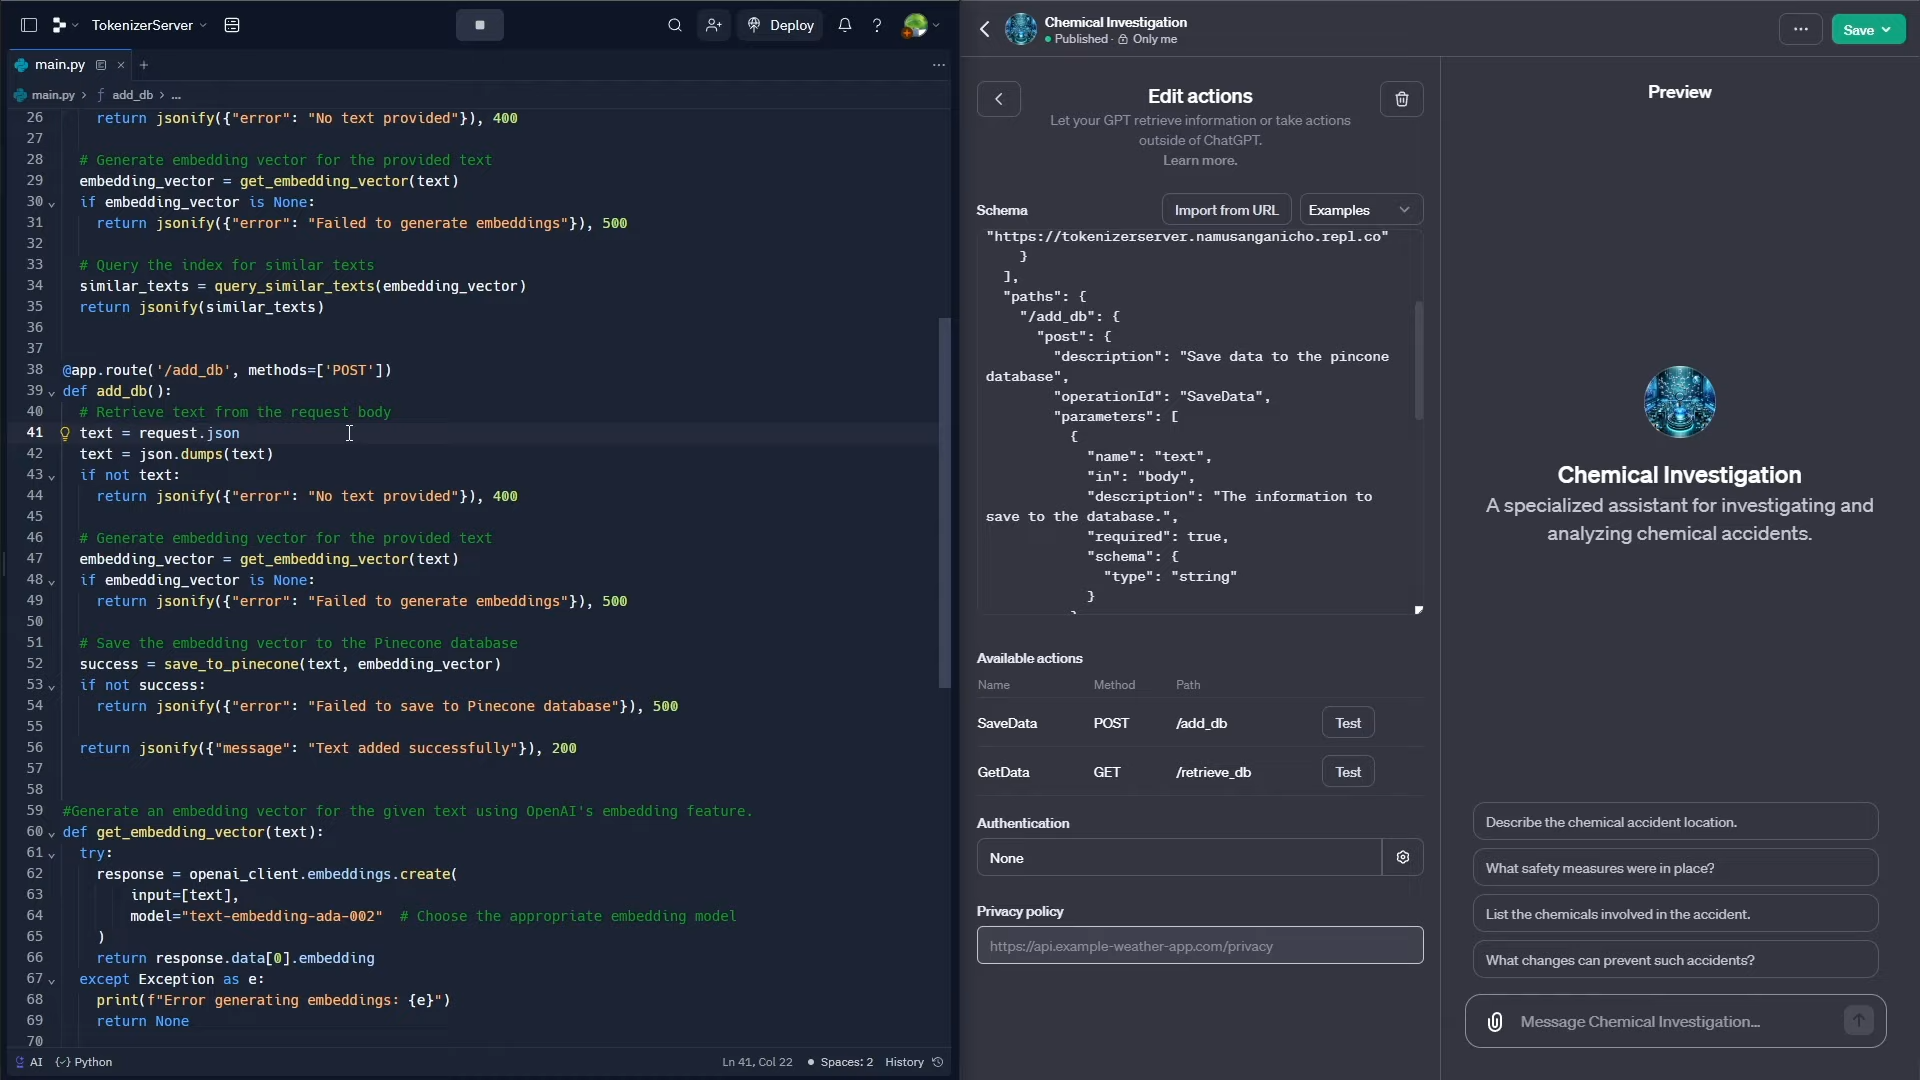 TokenizerServer
Deploy
main.py
main.py > add_db > ...
26 return jsonify({"error": "No text provided"}), 400
27
28 # Generate embedding vector for the provided text
29 embedding_vector = get_embedding_vector(text)
30 if embedding_vector is None:
31 return jsonify({"error": "Failed to generate embeddings"}), 500
32
33 # Query the index for similar texts
34 similar_texts = query_similar_texts(embedding_vector)
35 return jsonify(similar_texts)
36
37
38 @app.route('/add_db', methods=['POST'])
39 def add_db():
40 # Retrieve text from the request body
41 text = request.json
42 text = json.dumps(text)
43 if not text:
44 return jsonify({"error": "No text provided"}), 400
45
46 # Generate embedding vector for the provided text
47 embedding_vector = get_embedding_vector(text)
48 if embedding_vector is None:
49 return jsonify({"error": "Failed to generate embeddings"}), 500
50
51 # Save the embedding vector to the Pinecone database
52 success = save_to_pinecone(text, embedding_vector)
53 if not success:
54 return jsonify({"error": "Failed to save to Pinecone database"}), 500
55
56 return jsonify({"message": "Text added successfully"}), 200
57
58
59 #Generate an embedding vector for the given text using OpenAI's embedding feature.
60 def get_embedding_vector(text):
61 try:
62 response = openai_client.embeddings.create(
63 input=[text],
64 model="text-embedding-ada-002" # Choose the appropriate embedding model
65 )
66 return response.data[0].embedding
67 except Exception as e:
68 print(f"Error generating embeddings: {e}")
69 return None
70
AI {} Python
Ln 41, Col 22 • Spaces: 2 History
Chemical Investigation
Published · Only me
... Save
Edit actions
Let your GPT retrieve information or take actions
outside of ChatGPT.
Learn more.
Schema Import from URL Examples
"https://tokenizerserver.namusanganicho.repl.co"
}
],
"paths": {
"/add_db": {
"post": {
"description": "Save data to the pincone
database",
"operationId": "SaveData",
"parameters": [
{
"name": "text",
"in": "body",
"description": "The information to
save to the database.",
"required": true,
"schema": {
"type": "string"
}
Available actions
Name Method Path
SaveData POST /add_db Test
GetData GET /retrieve_db Test
Authentication
None
Privacy policy
https://api.example-weather-app.com/privacy
Preview
Chemical Investigation
A specialized assistant for investigating and
analyzing chemical accidents.
Describe the chemical accident location.
What safety measures were in place?
List the chemicals involved in the accident.
What changes can prevent such accidents?
Message Chemical Investigation...